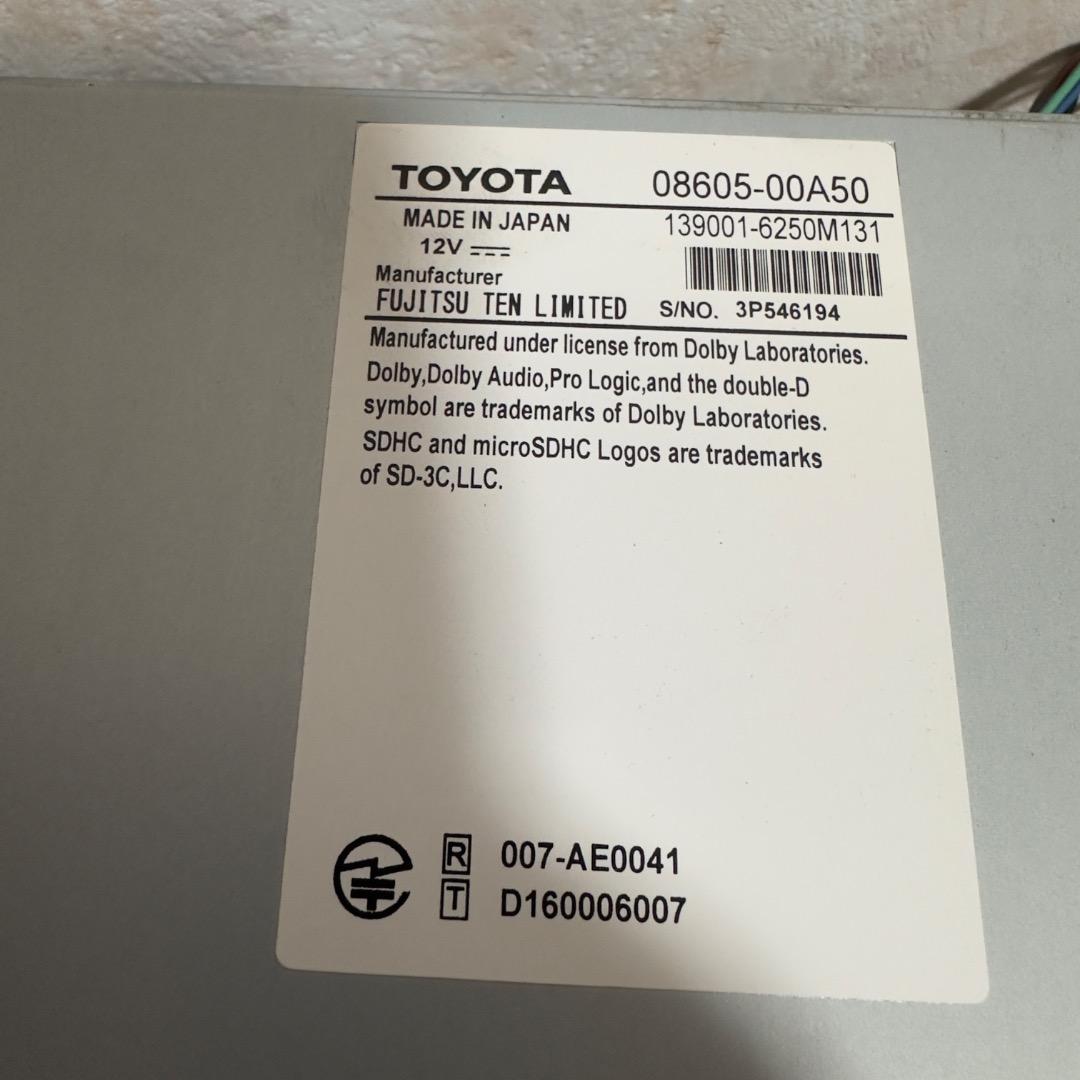 TOYOTA 08605-00A50
MADE IN JAPAN 139001-6250M131
12V
Manufacturer
FUJITSU TEN LIMITED S/NO. 3P546194
Manufactured under license from Dolby Laboratories.
Dolby,Dolby Audio,Pro Logic,and the double-D
symbol are trademarks of Dolby Laboratories.
SDHC and microSDHC Logos are trademarks
of SD-3C,LLC.
R 007-AE0041
T D160006007